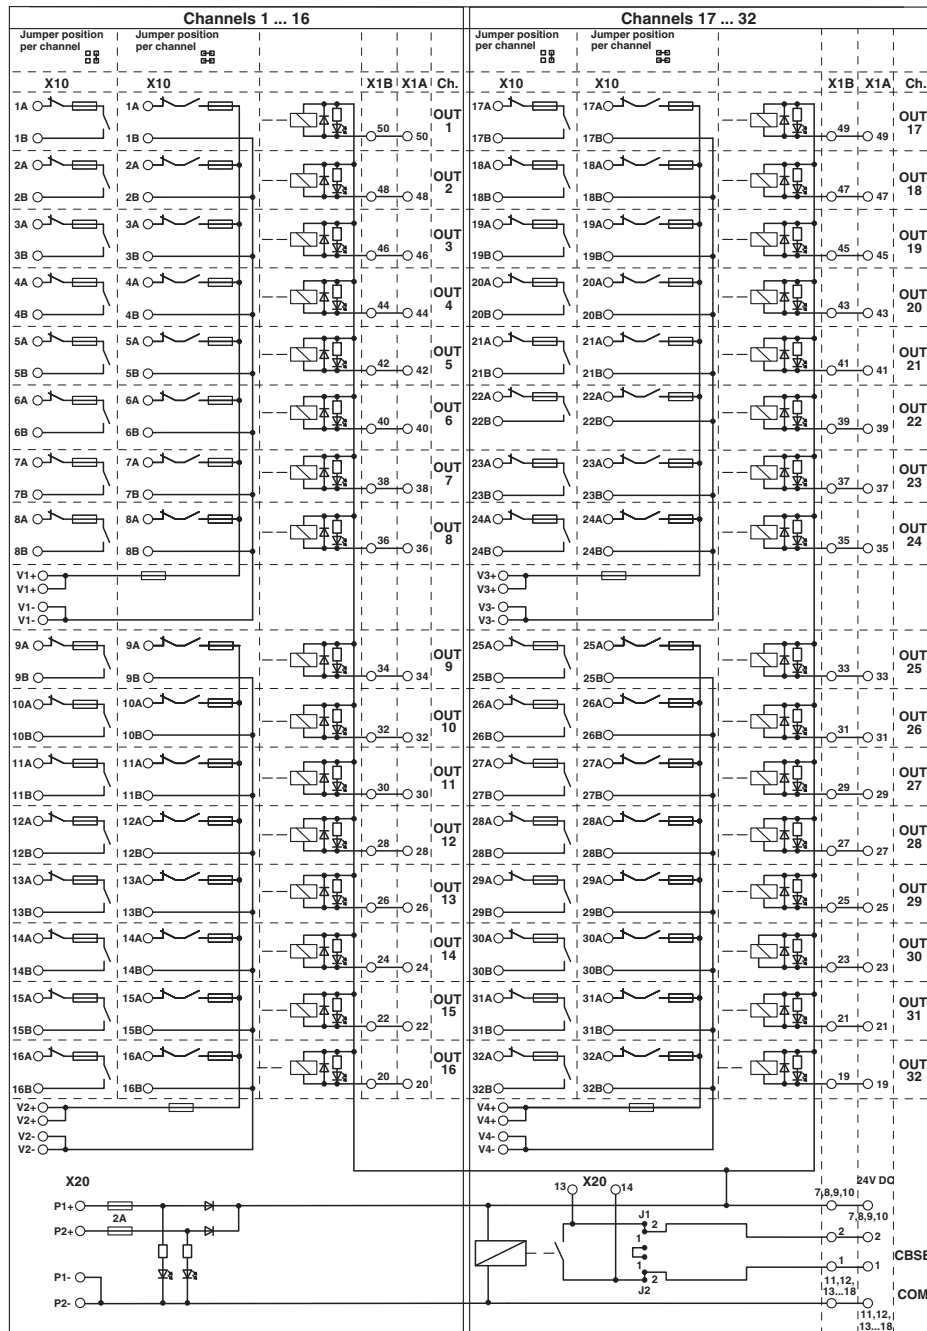 Channels 1 ... 16 Channels 17 ... 32
Jumper position per channel Jumper position per channel Jumper position per channel Jumper position per channel
X10 X10 X1B X1A Ch. X10 X10 X1B X1A Ch.
1A 1A OUT 1 17A 17A OUT 17
1B 1B 50 50 17B 17B 49 49
2A 2A OUT 2 18A 18A OUT 18
2B 2B 48 48 18B 18B 47 47
3A 3A OUT 3 19A 19A OUT 19
3B 3B 46 46 19B 19B 45 45
4A 4A OUT 4 20A 20A OUT 20
4B 4B 44 44 20B 20B 43 43
5A 5A OUT 5 21A 21A OUT 21
5B 5B 42 42 21B 21B 41 41
6A 6A OUT 6 22A 22A OUT 22
6B 6B 40 40 22B 22B 39 39
7A 7A OUT 7 23A 23A OUT 23
7B 7B 38 38 23B 23B 37 37
8A 8A OUT 8 24A 24A OUT 24
8B 8B 36 36 24B 24B 35 35
V1+ V3+
V1+ V3+
V1- V3-
V1- V3-
9A 9A OUT 9 25A 25A OUT 25
9B 9B 34 34 25B 25B 33 33
10A 10A OUT 10 26A 26A OUT 26
10B 10B 32 32 26B 26B 31 31
11A 11A OUT 11 27A 27A OUT 27
11B 11B 30 30 27B 27B 29 29
12A 12A OUT 12 28A 28A OUT 28
12B 12B 28 28 28B 28B 27 27
13A 13A OUT 13 29A 29A OUT 29
13B 13B 26 26 29B 29B 25 25
14A 14A OUT 14 30A 30A OUT 30
14B 14B 24 24 30B 30B 23 23
15A 15A OUT 15 31A 31A OUT 31
15B 15B 22 22 31B 31B 21 21
16A 16A OUT 16 32A 32A OUT 32
16B 16B 20 20 32B 32B 19 19
V2+ V4+
V2+ V4+
V2- V4-
V2- V4-
X20 X20 24V DC
13 14 7,8,9,10
P1+ 7,8,9,10
2A J1
P2+ 2 2 2
1 CBSE
1 1 1
P1- 2 11,12,
J2 13...18
P2- COM
11,12,
13...18